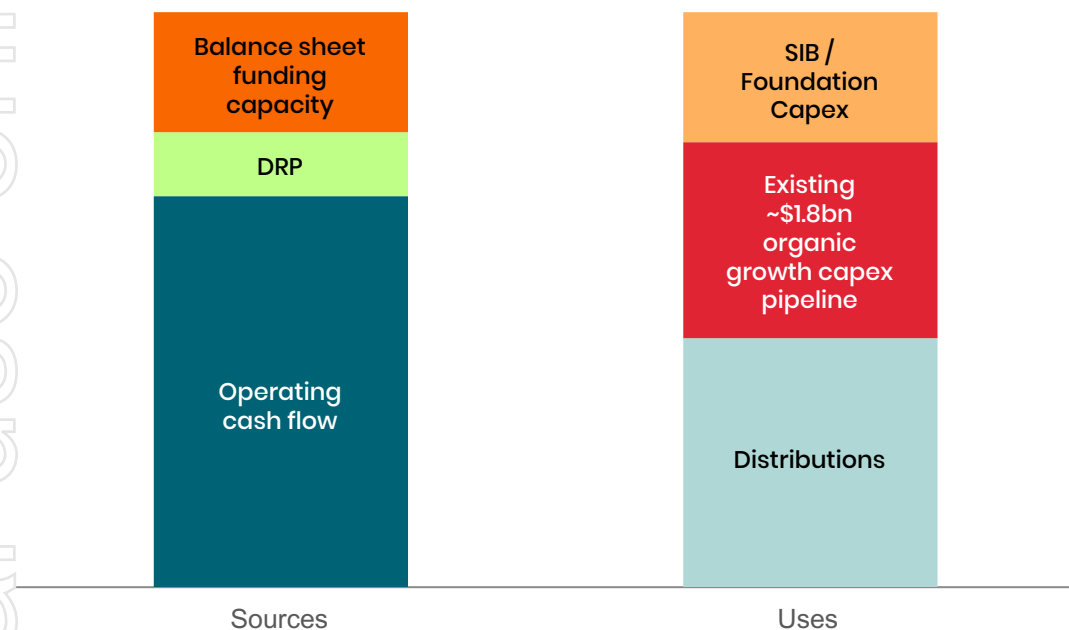 Balance sheet
funding
capacity
DRP
Operating
cash flow
Sources
SIB /
Foundation
Capex
Existing
~$1.8bn
organic
growth capex
pipeline
Distributions
Uses